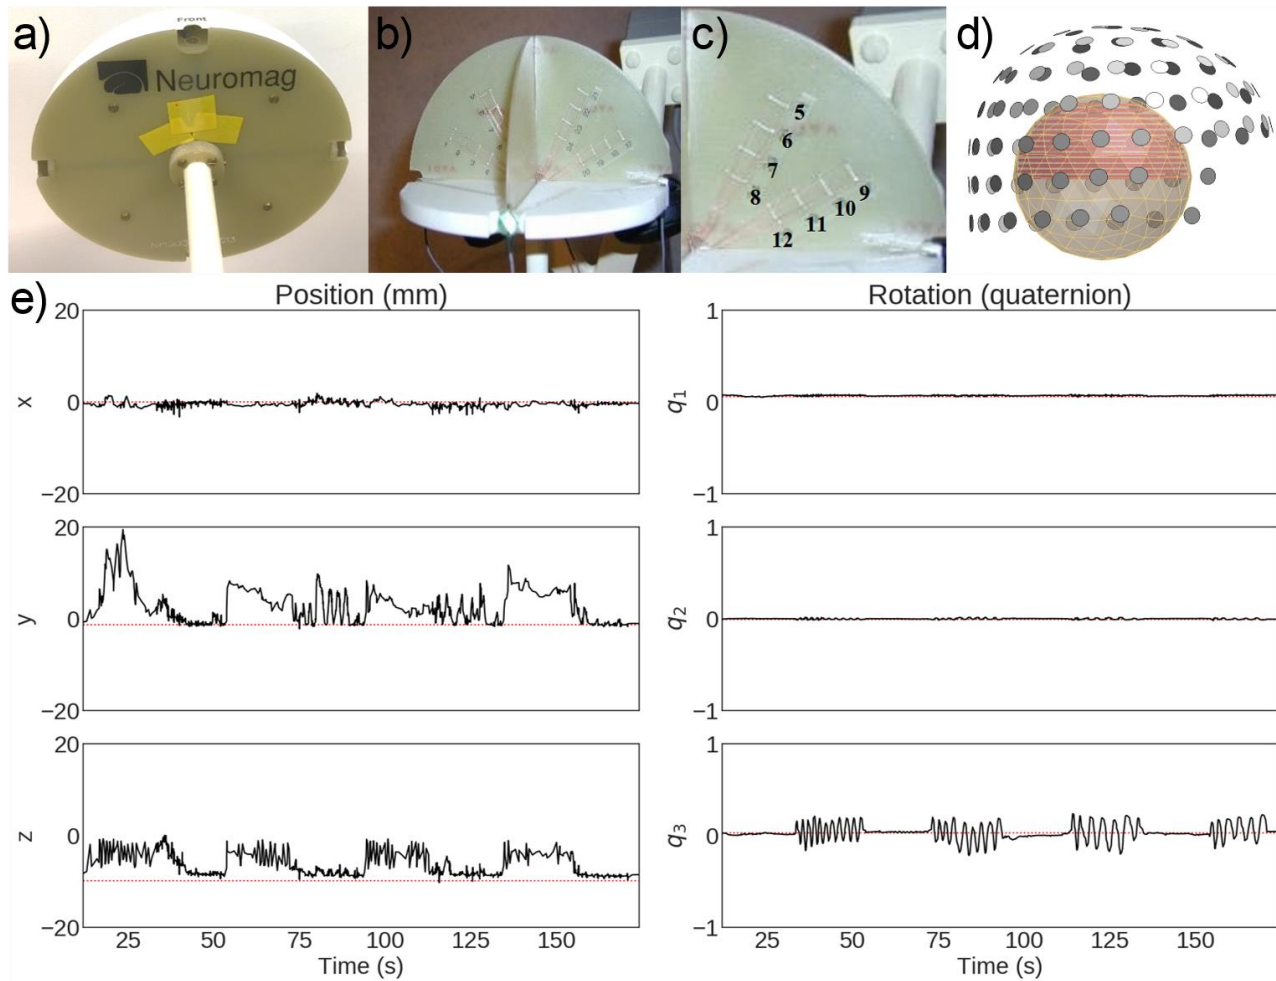 a)
Front
Neuromag
b)
c)
5
6
7
8
9
10
11
12
d)
e)
Position (mm)
Rotation (quaternion)
20
0
−20
x
1
0
−1
q1
20
0
−20
y
1
0
−1
q2
20
0
−20
z
25 50 75 100 125 150
Time (s)
1
0
−1
q3
25 50 75 100 125 150
Time (s)